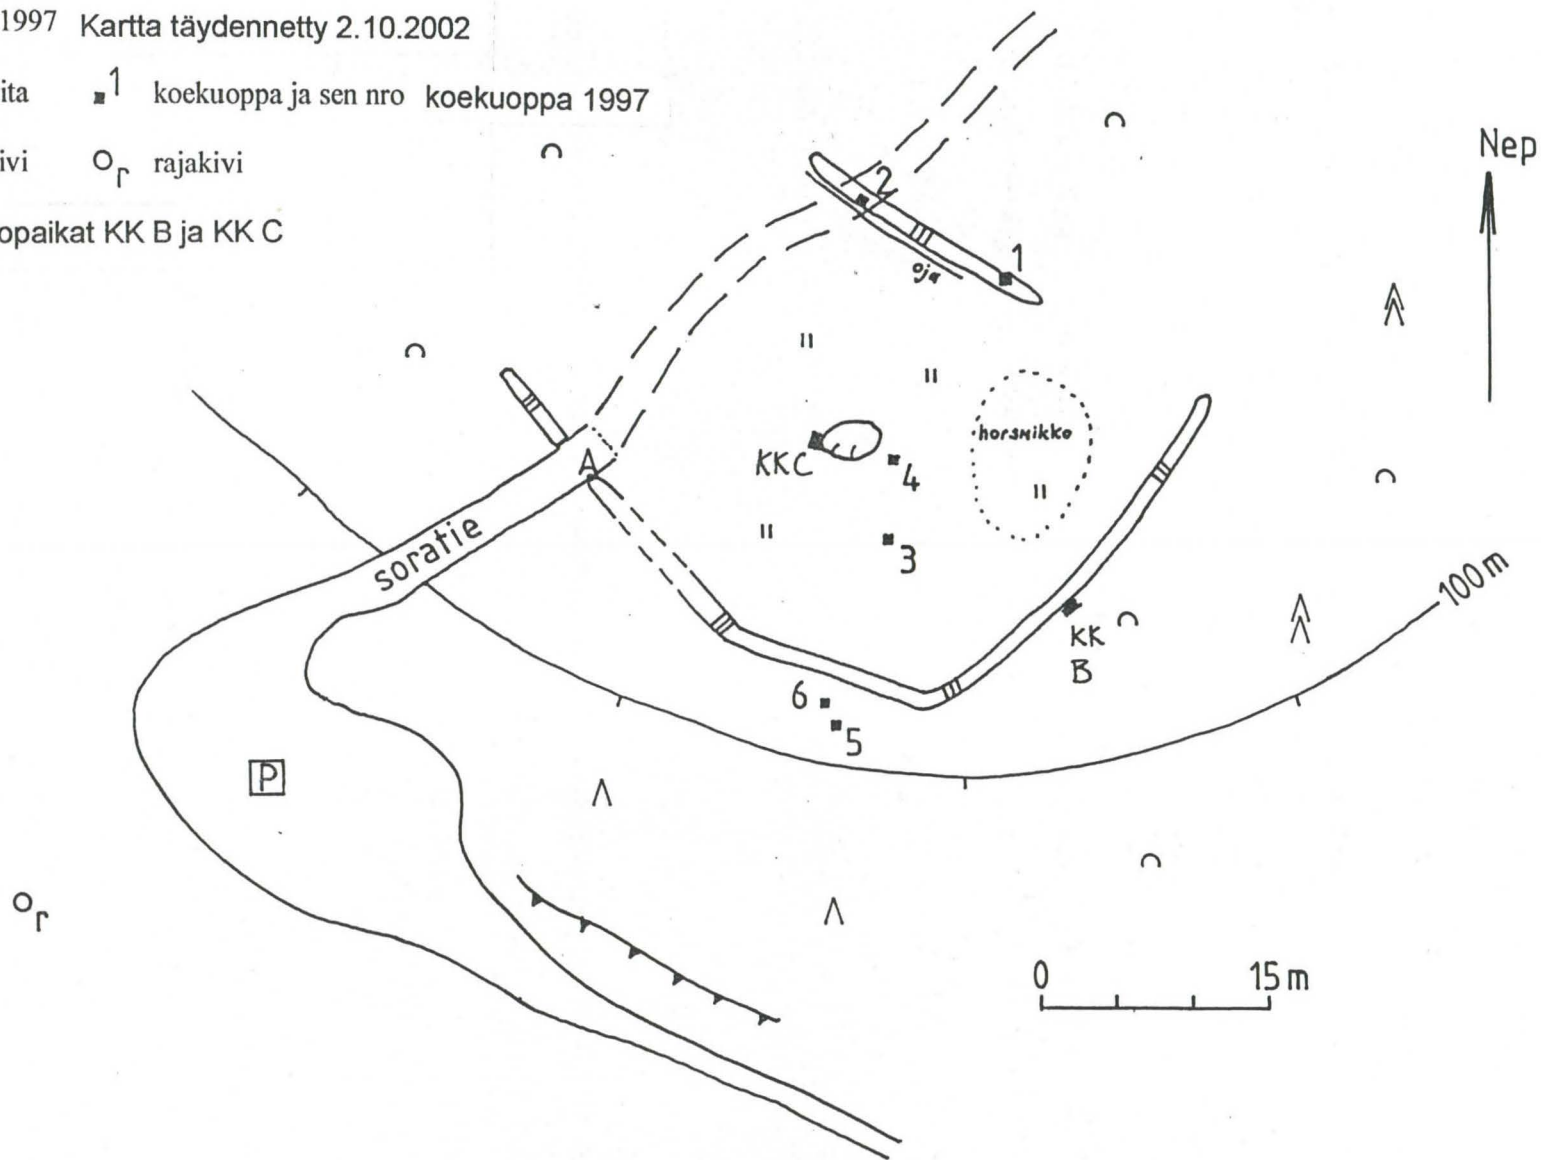 1997 Kartta täydennetty 2.10.2002
ita 1 koekuoppa ja sen nro koekuoppa 1997
ivi r rajakivi
opaikat KK B ja KK C
Nep
2
1
oja
horsmikko
A
KKC
4
3
soratie
100 m
KK
B
6
5
P
r
0 15 m